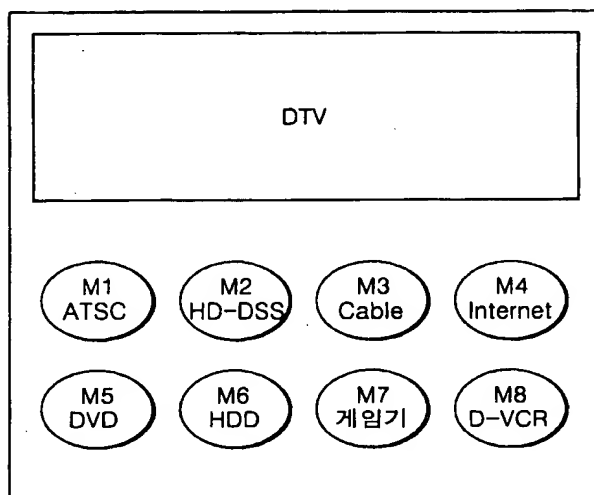 DTV
M1
ATSC
M2
HD-DSS
M3
Cable
M4
Internet
M5
DVD
M6
HDD
M7
게임기
M8
D-VCR